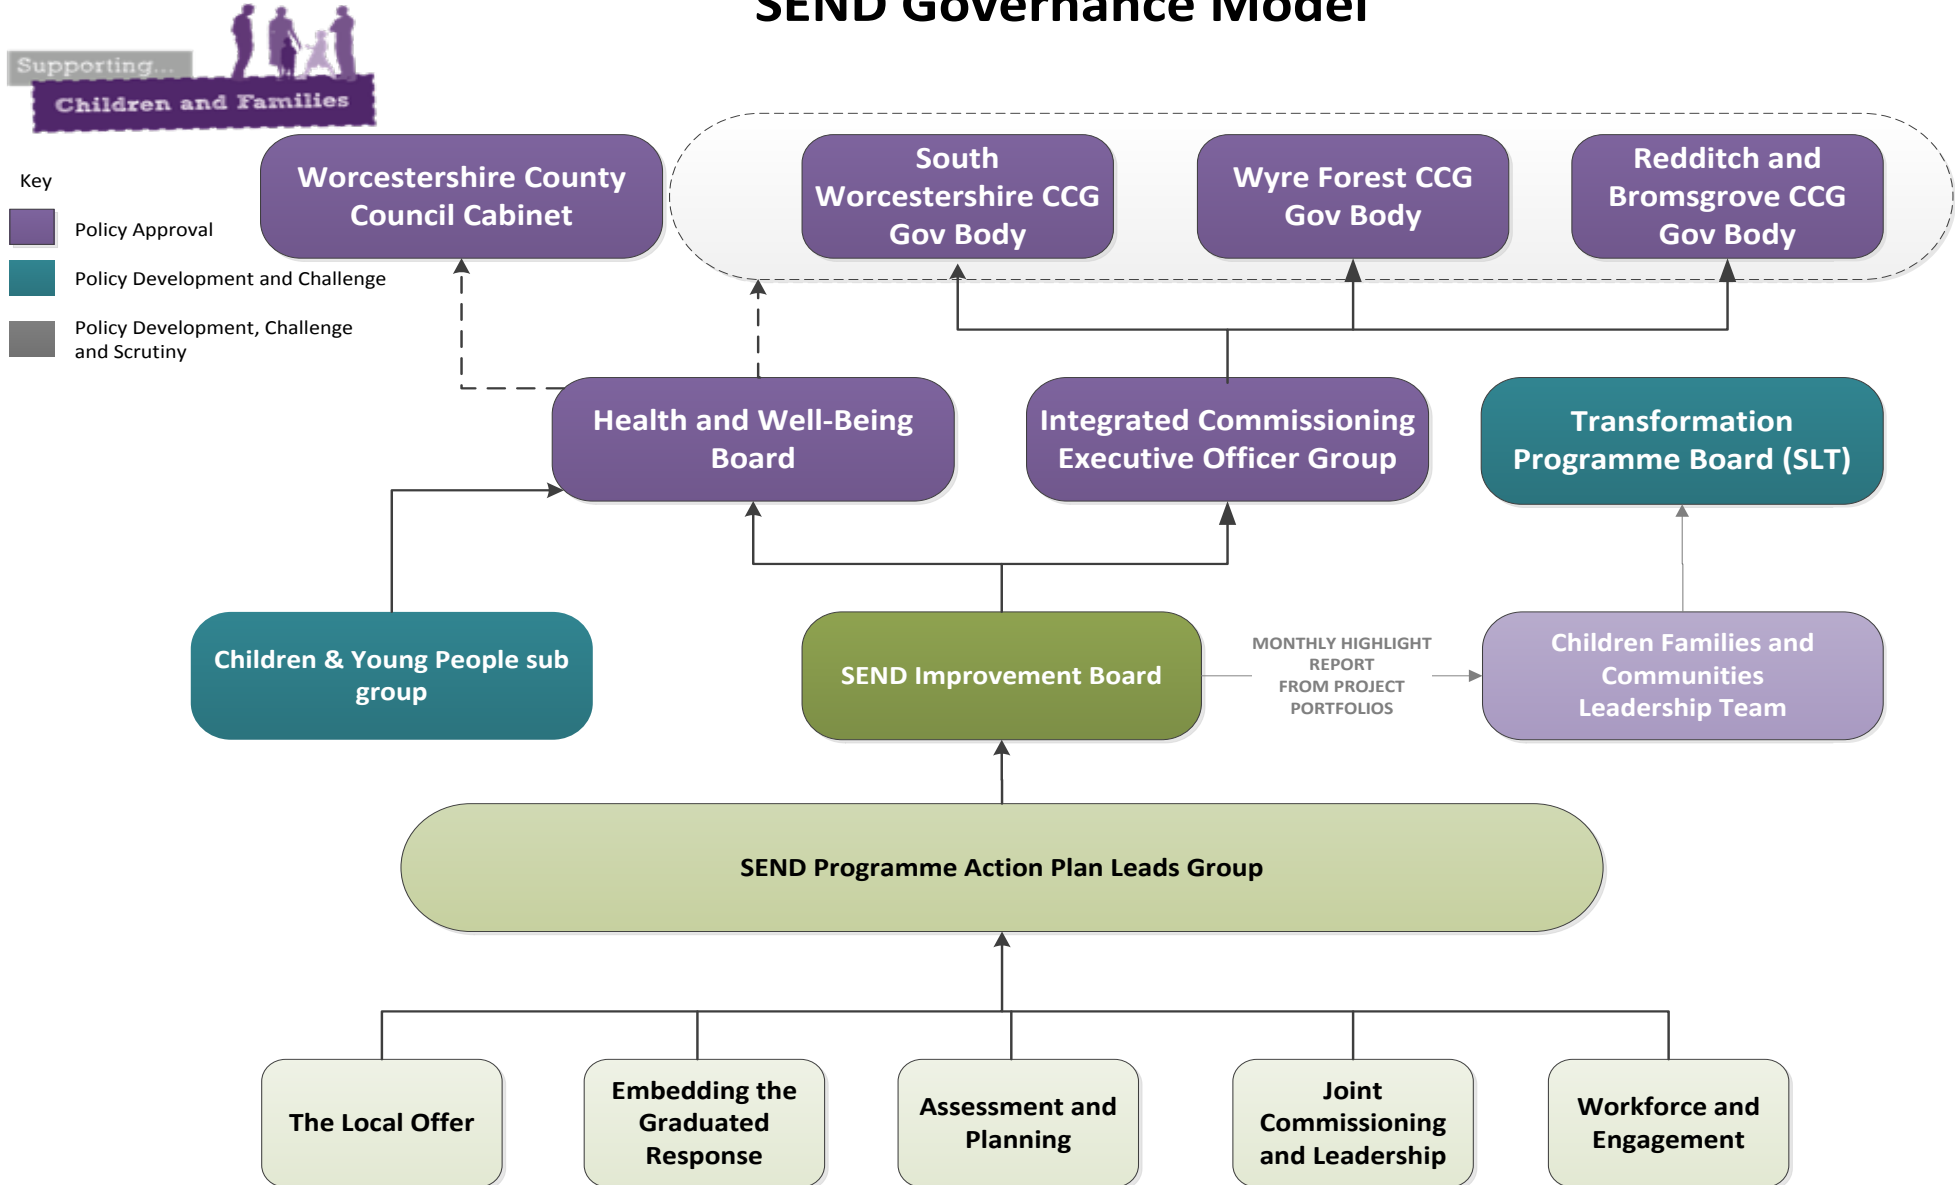 SEND Governance Model
Supporting...
Children and Families
Key
Policy Approval
Policy Development and Challenge
Policy Development, Challenge
and Scrutiny
Worcestershire County
Council Cabinet
South
Worcestershire CCG
Gov Body
Wyre Forest CCG
Gov Body
Redditch and
Bromsgrove CCG
Gov Body
Health and Well-Being
Board
Integrated Commissioning
Executive Officer Group
Transformation
Programme Board (SLT)
Children & Young People sub
group
SEND Improvement Board
MONTHLY HIGHLIGHT
REPORT
FROM PROJECT
PORTFOLIOS
Children Families and
Communities
Leadership Team
SEND Programme Action Plan Leads Group
The Local Offer
Embedding the
Graduated
Response
Assessment and
Planning
Joint
Commissioning
and Leadership
Workforce and
Engagement